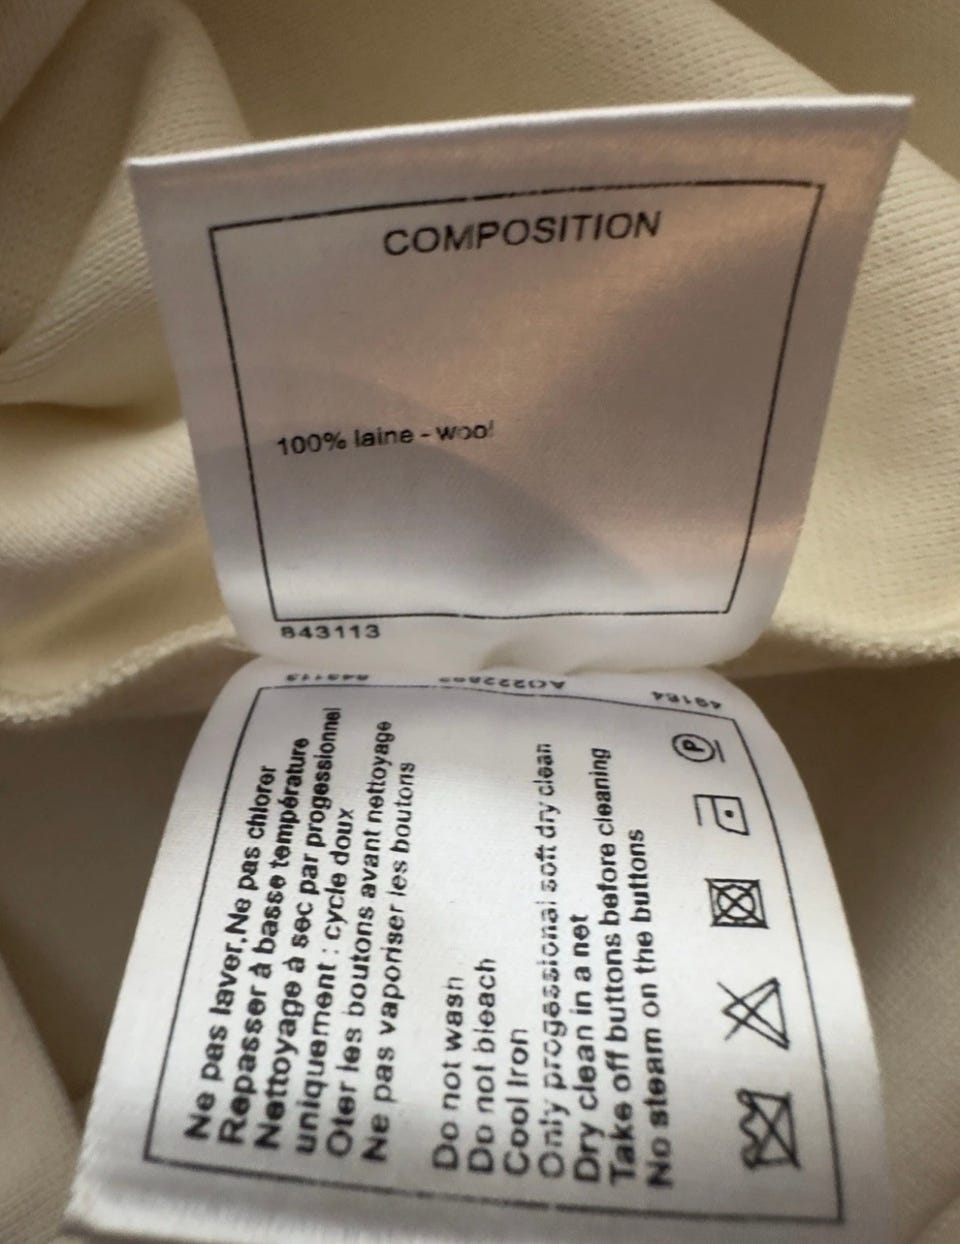 COMPOSITION
100% laine - wool
843113
843113
49184
Ne pas laver.Ne pas chlorer
Repasser à basse température
Nettoyage à sec par progessionnel
uniquement : cycle doux
Oter les boutons avant nettoyage
Ne pas vaporiser les boutons
Do not wash
Do not bleach
Cool Iron
Only progessional soft dry clean
Dry clean in a net
Take off buttons before cleaning
No steam on the buttons
P